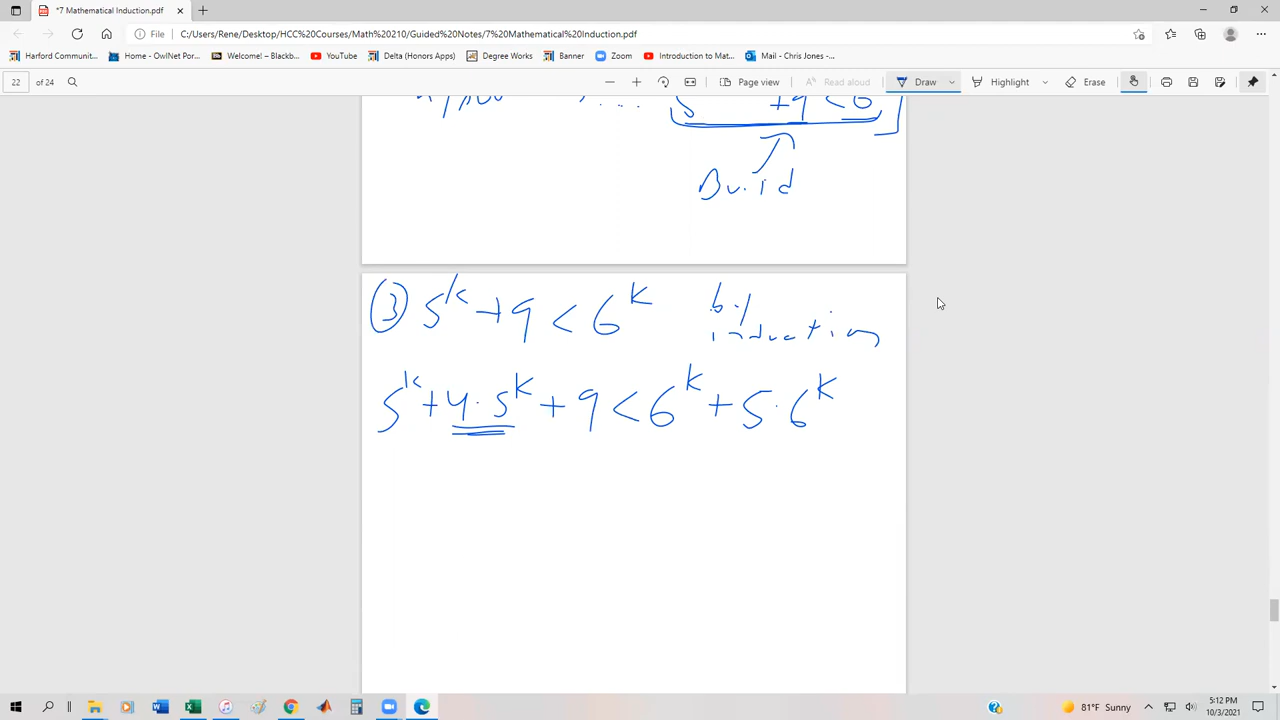 *7 Mathematical Induction.pdf
File C:/Users/Rene/Desktop/HCC%20Courses/Math%20210/Guided%20Notes/7%20Mathematical%20Induction.pdf
Harford Communit... Home - OwlNet Por... Welcome! – Blackb... YouTube Delta (Honors Apps) Degree Works Banner Zoom Introduction to Mat... Mail - Chris Jones -...
22 of 24 Page view Read aloud Draw Highlight Erase
+9 < 6
Build
③ 5^k + 9 < 6^k by
induction
5^k + 4·5^k + 9 < 6^k + 5·6^k
81°F Sunny 5:12 PM
10/3/2021